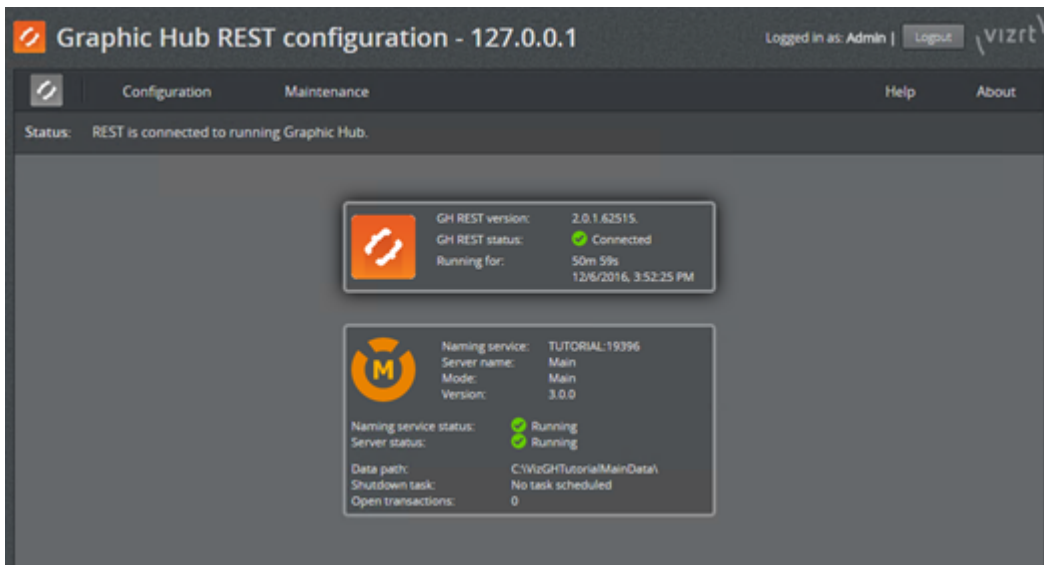 Graphic Hub REST configuration - 127.0.0.1
Logged in as: Admin | Logout
vizrt
Configuration Maintenance Help About
Status: REST is connected to running Graphic Hub.
GH REST version: 2.0.1.62515.
GH REST status: Connected
Running for: 50m 59s
12/6/2016, 3:52:25 PM
M
Naming service: TUTORIAL:19396
Server name: Main
Mode: Main
Version: 3.0.0
Naming service status: Running
Server status: Running
Data path: C:\VizGHTutorialMainData\
Shutdown task: No task scheduled
Open transactions: 0